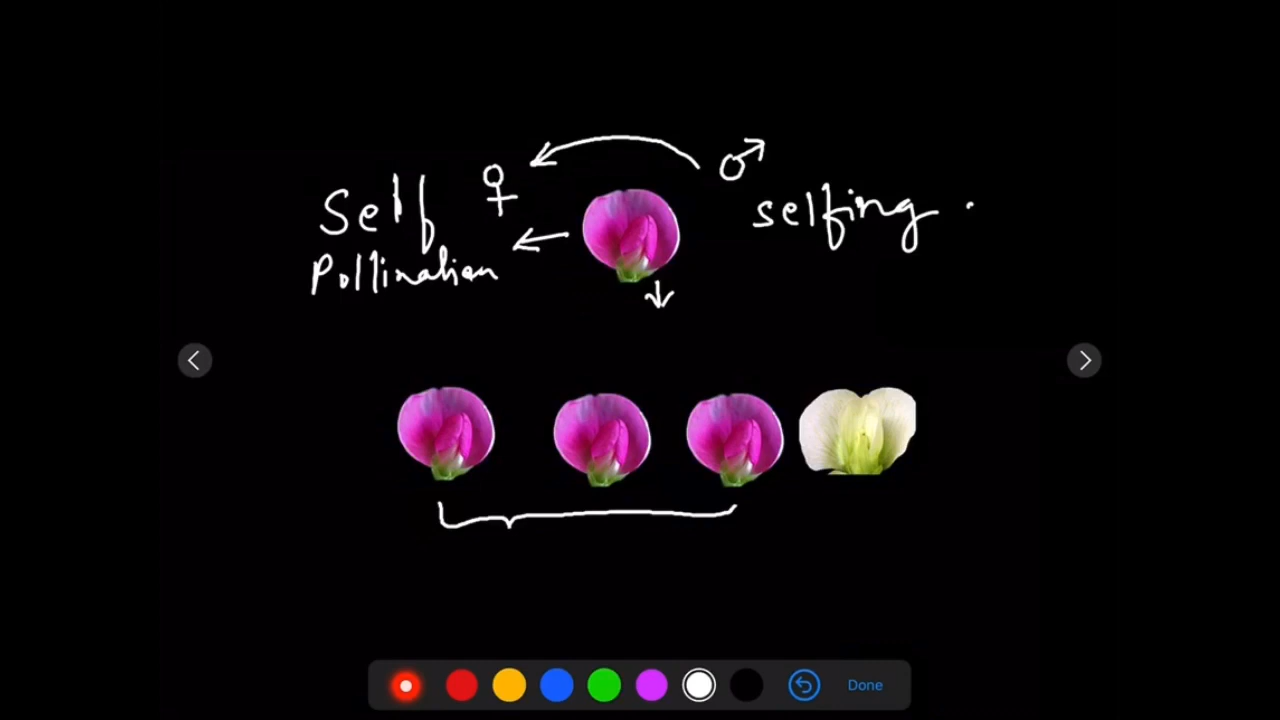 ♀ ♂
Self
selfing.
Pollination
Done